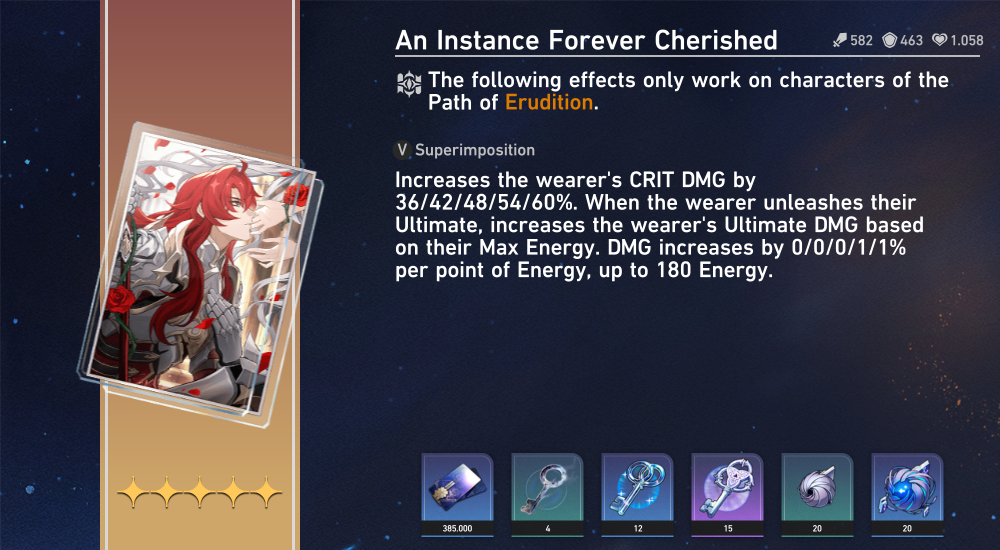 An Instance Forever Cherished
582 463 1.058
The following effects only work on characters of the
Path of Erudition.
V Superimposition
Increases the wearer's CRIT DMG by
36/42/48/54/60%. When the wearer unleashes their
Ultimate, increases the wearer's Ultimate DMG based
on their Max Energy. DMG increases by 0/0/0/1/1%
per point of Energy, up to 180 Energy.
385.000 4 12 15 20 20